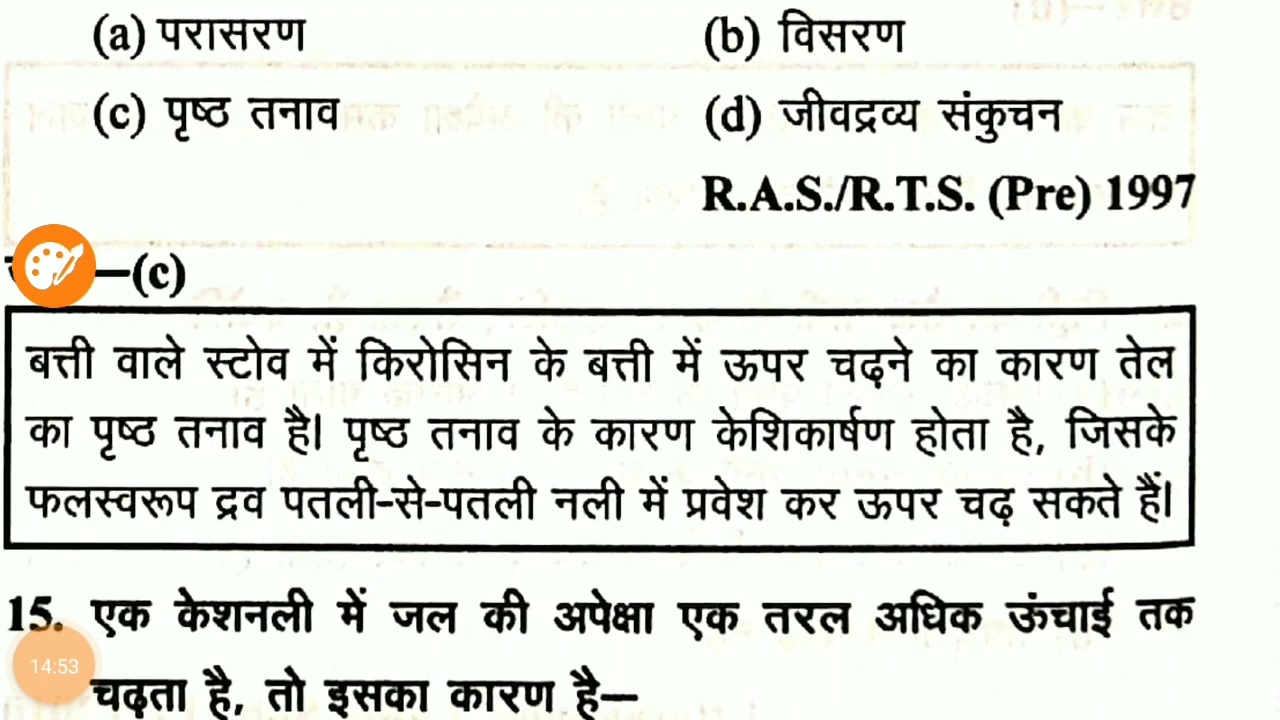 (a) परासरण (b) विसरण
(c) पृष्ठ तनाव (d) जीवद्रव्य संकुचन
R.A.S./R.T.S. (Pre) 1997
—(c)
बत्ती वाले स्टोव में किरोसिन के बत्ती में ऊपर चढ़ने का कारण तेल
का पृष्ठ तनाव है। पृष्ठ तनाव के कारण केशिकार्षण होता है, जिसके
फलस्वरूप द्रव पतली-से-पतली नली में प्रवेश कर ऊपर चढ़ सकते हैं।
15. एक केशनली में जल की अपेक्षा एक तरल अधिक ऊंचाई तक
14:53
चढ़ता है, तो इसका कारण है—